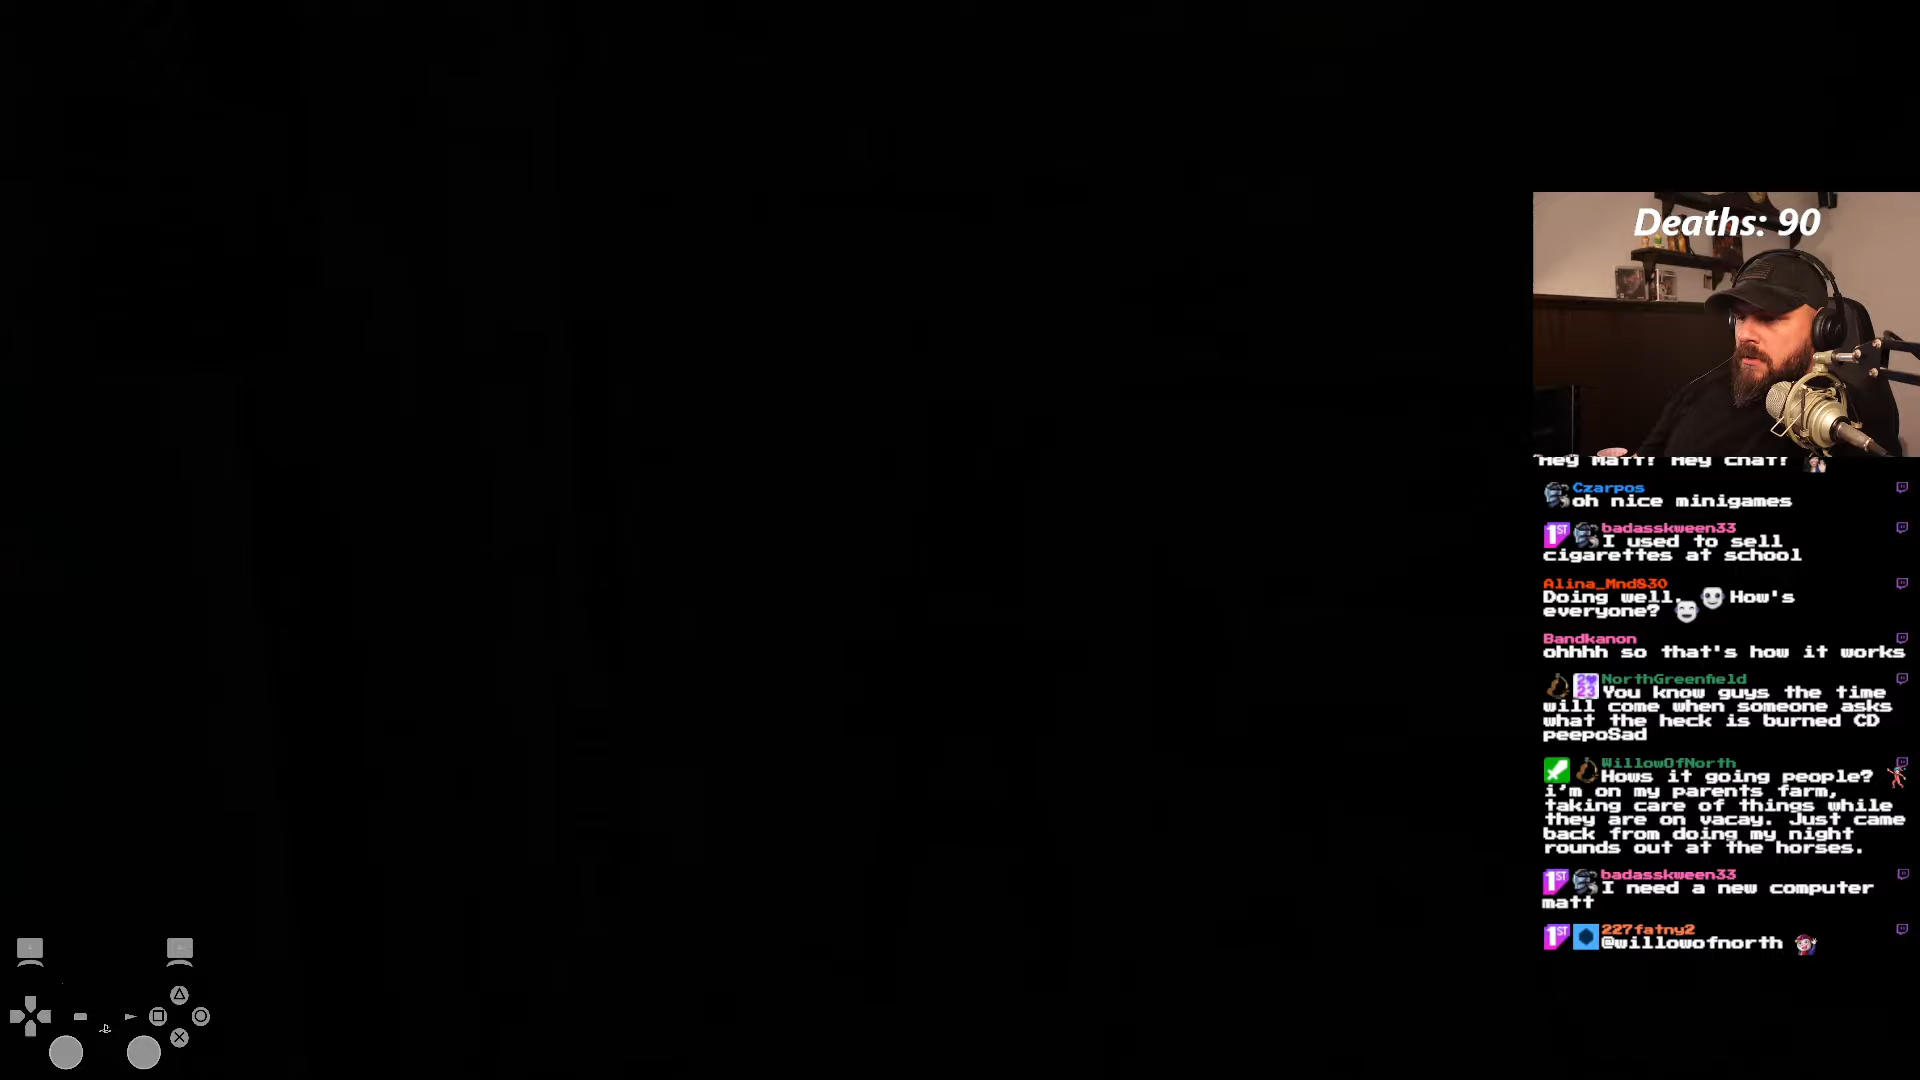 Deaths: 90
Hey Matt! Hey chat!
Czarpos
oh nice minigames
1ST badasskween33
I used to sell
cigarettes at school
Alina_Mnd830
Doing well. How's
everyone?
Bandkanon
ohhhh so that's how it works
NorthGreenfield
You know guys the time
will come when someone asks
what the heck is burned CD
peepoSad
WillowOfNorth
Hows it going people?
i'm on my parents farm,
taking care of things while
they are on vacay. Just came
back from doing my night
rounds out at the horses.
1ST badasskween33
I need a new computer
matt
1ST 227fatny2
@willowofnorth